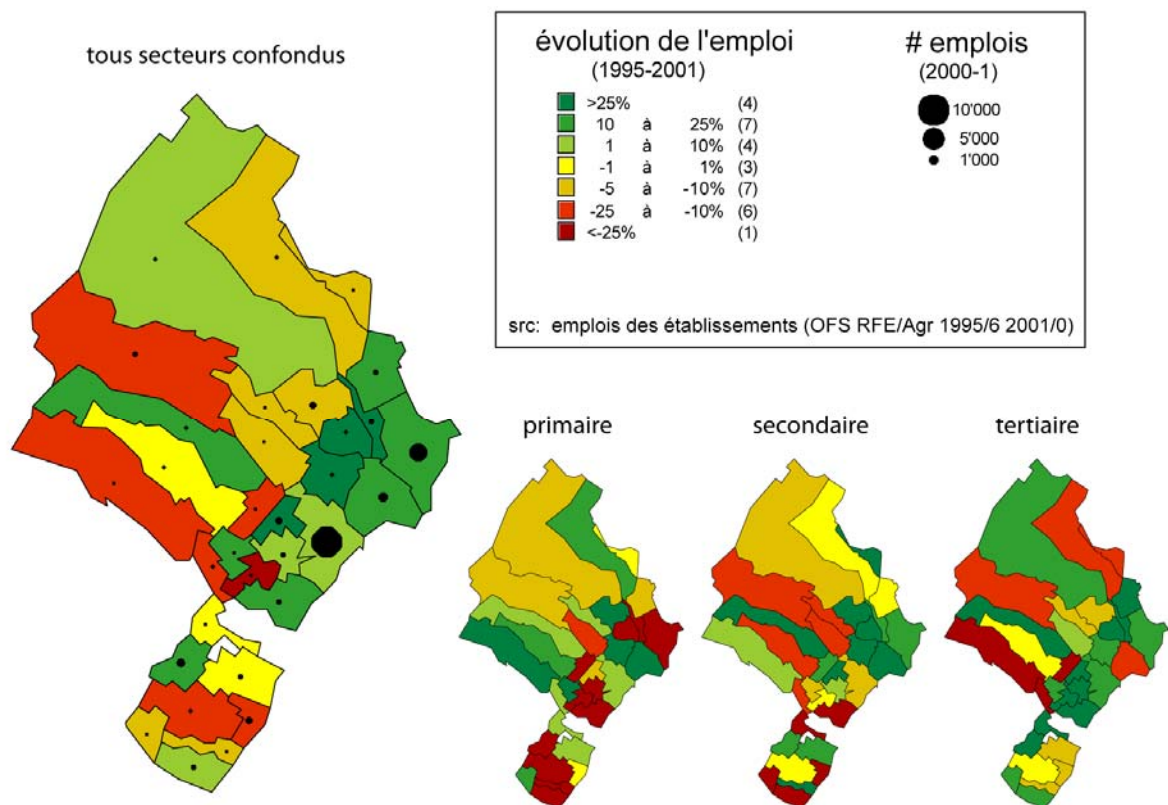 tous secteurs confondus
évolution de l'emploi
(1995-2001)
>25% (4)
10 à 25% (7)
1 à 10% (4)
-1 à 1% (3)
-5 à -10% (7)
-25 à -10% (6)
<-25% (1)
# emplois
(2000-1)
10'000
5'000
1'000
src: emplois des établissements (OFS RFE/Agr 1995/6 2001/0)
primaire
secondaire
tertiaire